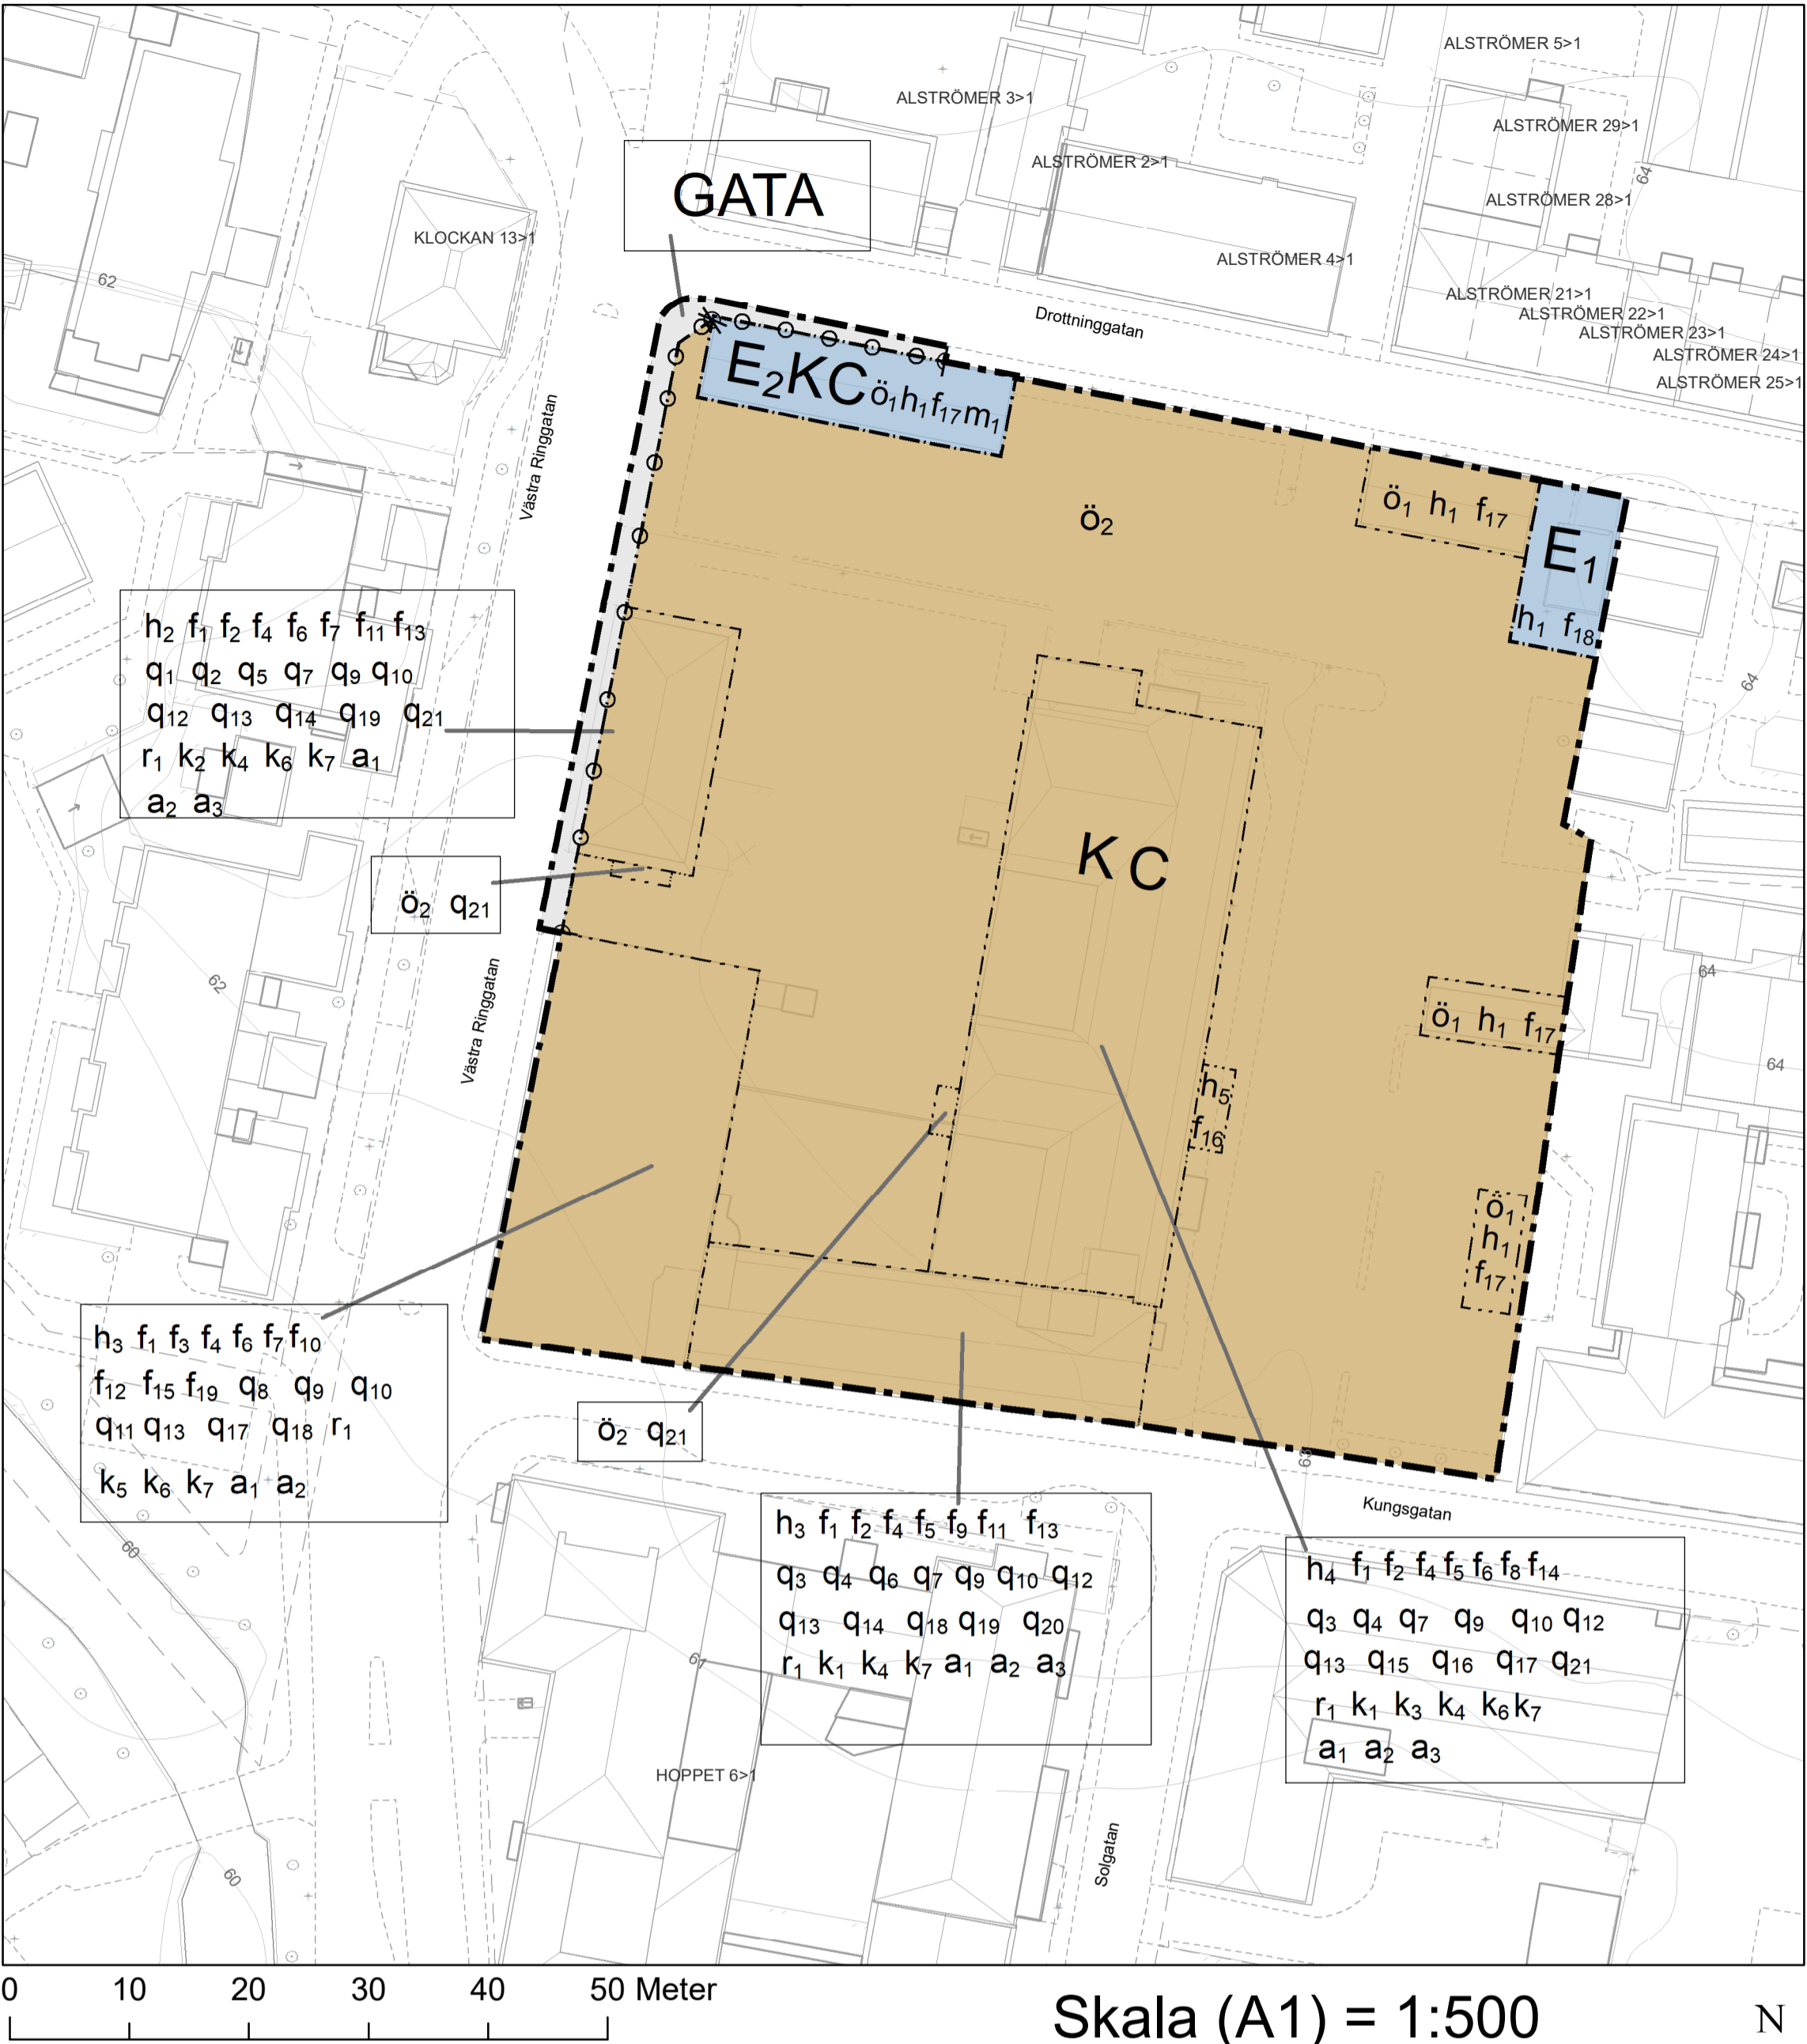 ALSTRÖMER 5>1
ALSTRÖMER 3>1
ALSTRÖMER 29>1
ALSTRÖMER 2>1
64
GATA
ALSTRÖMER 28>1
KLOCKAN 13>1
ALSTRÖMER 4>1
62
ALSTRÖMER 21>1
ALSTRÖMER 22>1
Drottninggatan
ALSTRÖMER 23>1
ALSTRÖMER 24>1
ALSTRÖMER 25>1
E₂KC ö₁h₁f₁₇m₁
Västra Ringgatan
ö₂
ö₁ h₁ f₁₇
E₁
h₁ f₁₈
h₂ f₁ f₂ f₄ f₆ f₇ f₁₁ f₁₃
q₁ q₂ q₅ q₇ q₉ q₁₀
q₁₂ q₁₃ q₁₄ q₁₉ q₂₁
r₁ k₂ k₄ k₆ k₇ a₁
a₂ a₃
64
KC
ö₂ q₂₁
62
64
Västra Ringgatan
ö₁ h₁ f₁₇
64
h₅
f₁₆
ö₁
h₁
f₁₇
h₃ f₁ f₃ f₄ f₆ f₇ f₁₀
f₁₂ f₁₅ f₁₉ q₈ q₉ q₁₀
q₁₁ q₁₃ q₁₇ q₁₈ r₁
k₅ k₆ k₇ a₁ a₂
ö₂ q₂₁
63
Kungsgatan
60
h₃ f₁ f₂ f₄ f₅ f₉ f₁₁ f₁₃
q₃ q₄ q₆ q₇ q₉ q₁₀ q₁₂
q₁₃ q₁₄ q₁₈ q₁₉ q₂₀
r₁ k₁ k₄ k₇ a₁ a₂ a₃
h₄ f₁ f₂ f₄ f₅ f₆ f₈ f₁₄
q₃ q₄ q₇ q₉ q₁₀ q₁₂
q₁₃ q₁₅ q₁₆ q₁₇ q₂₁
r₁ k₁ k₃ k₄ k₆ k₇
a₁ a₂ a₃
61
HOPPET 6>1
Solgatan
60
0 10 20 30 40 50 Meter
Skala (A1) = 1:500
N